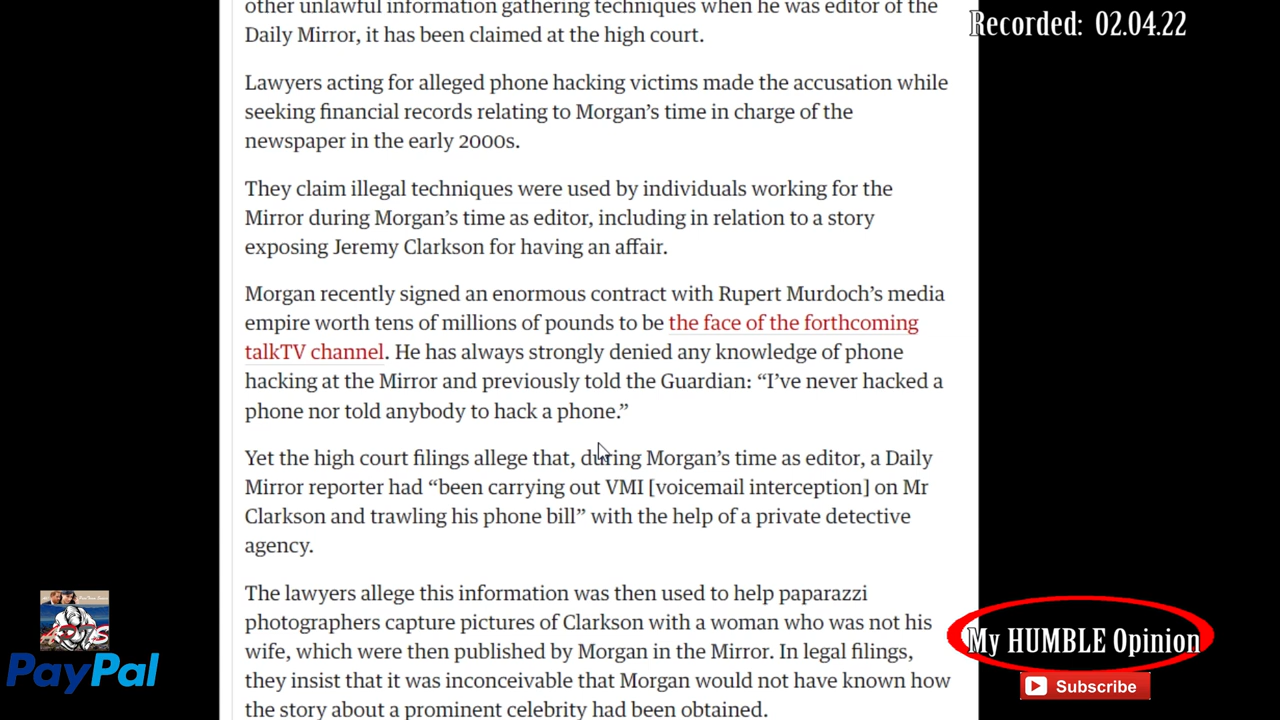 other unlawful information gathering techniques when he was editor of the
Daily Mirror, it has been claimed at the high court.
Lawyers acting for alleged phone hacking victims made the accusation while
seeking financial records relating to Morgan’s time in charge of the
newspaper in the early 2000s.
They claim illegal techniques were used by individuals working for the
Mirror during Morgan’s time as editor, including in relation to a story
exposing Jeremy Clarkson for having an affair.
Morgan recently signed an enormous contract with Rupert Murdoch’s media
empire worth tens of millions of pounds to be the face of the forthcoming
talkTV channel. He has always strongly denied any knowledge of phone
hacking at the Mirror and previously told the Guardian: “I’ve never hacked a
phone nor told anybody to hack a phone.”
Yet the high court filings allege that, during Morgan’s time as editor, a Daily
Mirror reporter had “been carrying out VMI [voicemail interception] on Mr
Clarkson and trawling his phone bill” with the help of a private detective
agency.
The lawyers allege this information was then used to help paparazzi
photographers capture pictures of Clarkson with a woman who was not his
wife, which were then published by Morgan in the Mirror. In legal filings,
they insist that it was inconceivable that Morgan would not have known how
the story about a prominent celebrity had been obtained.
Recorded: 02.04.22
PayPal
My HUMBLE Opinion
Subscribe